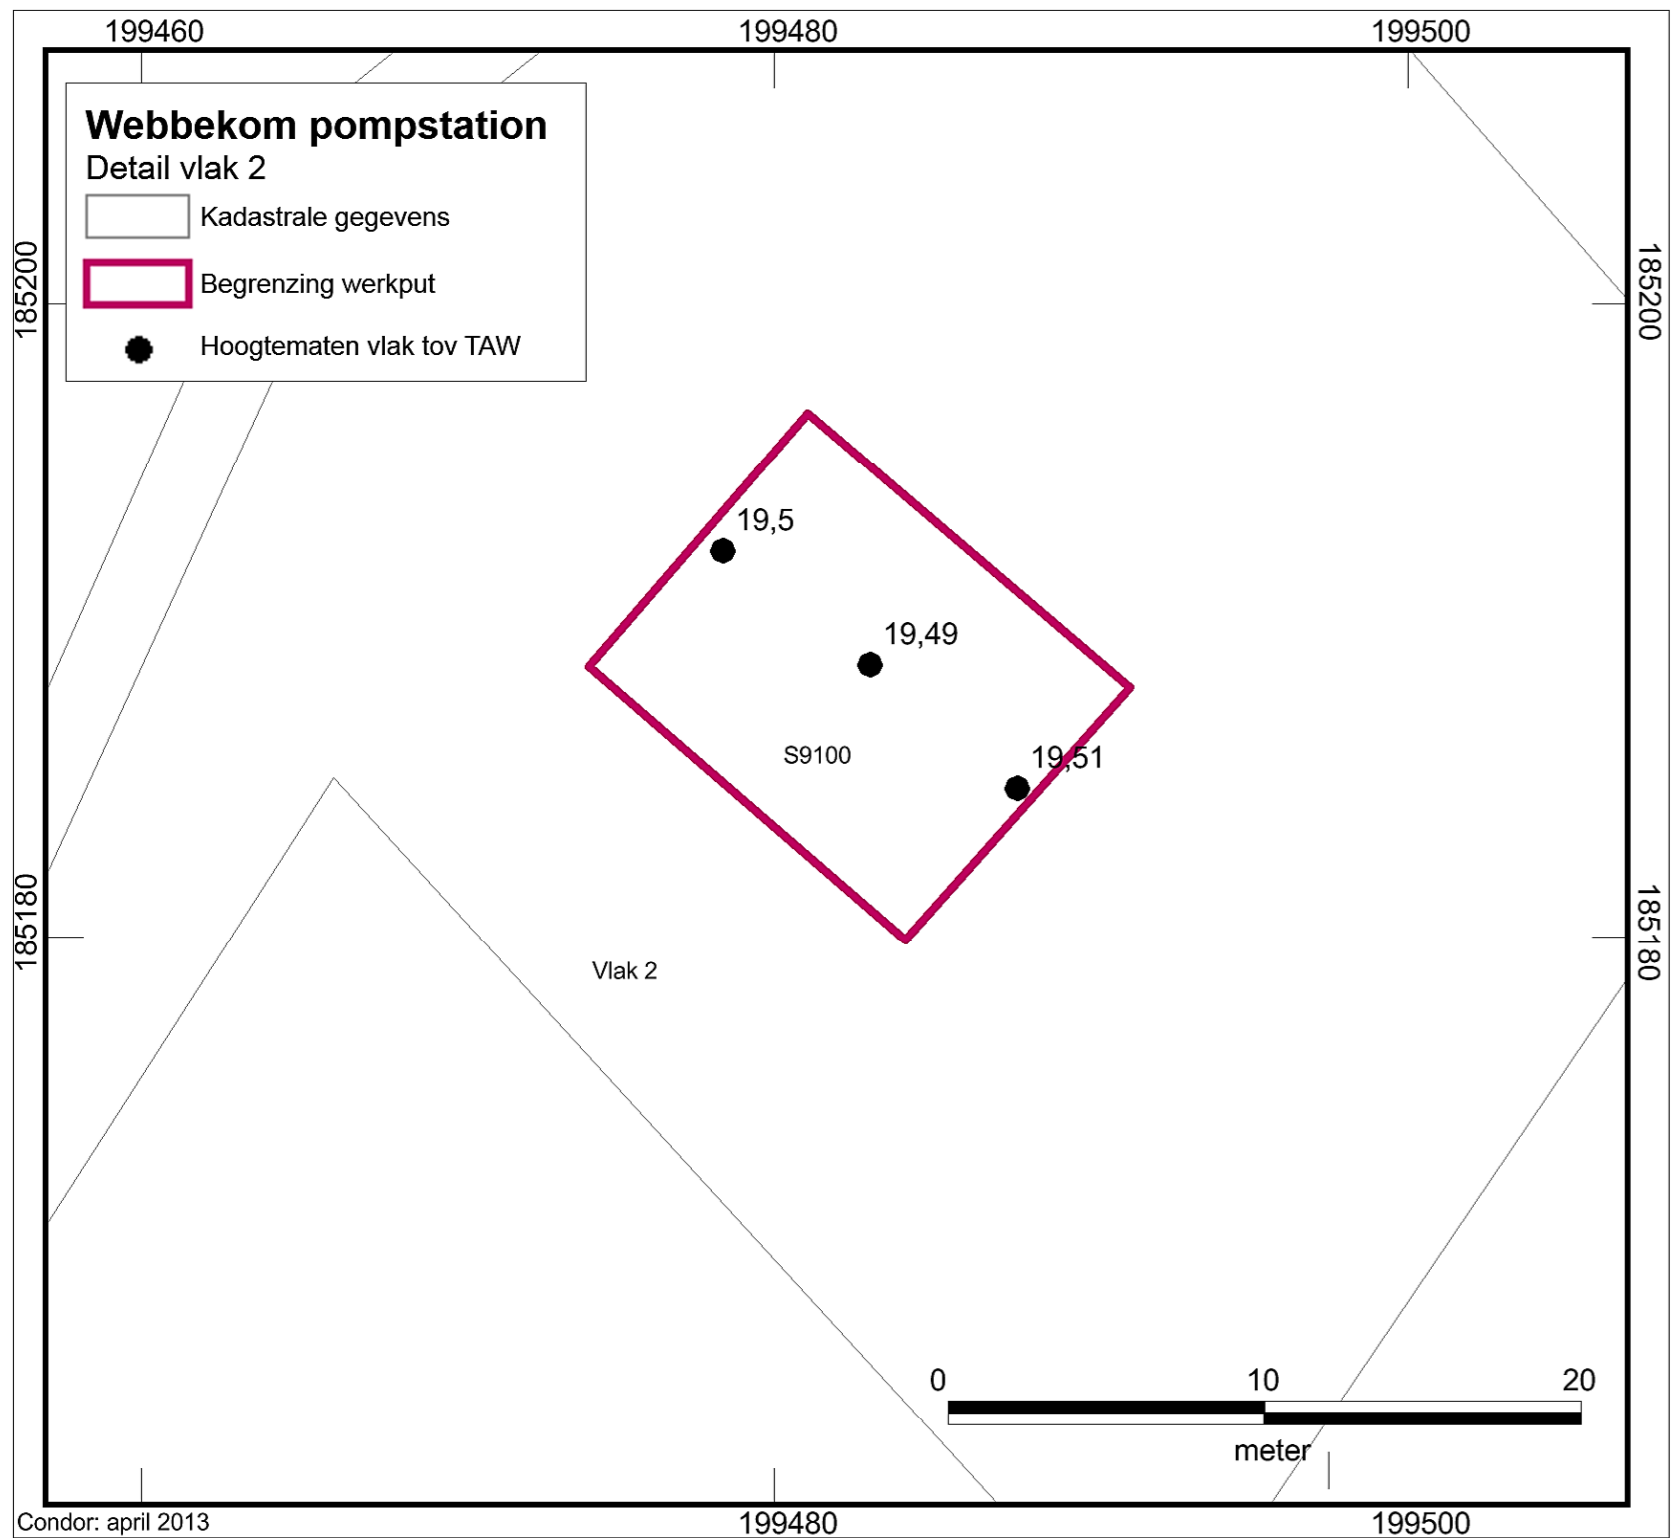 199460
199480
199500
Webbekom pompstation
Detail vlak 2
Kadastrale gegevens
Begrenzing werkput
Hoogtematen vlak tov TAW
185200
185200
19,5
19,49
S9100
19,51
185180
185180
Vlak 2
0
10
20
meter
Condor: april 2013
199480
199500